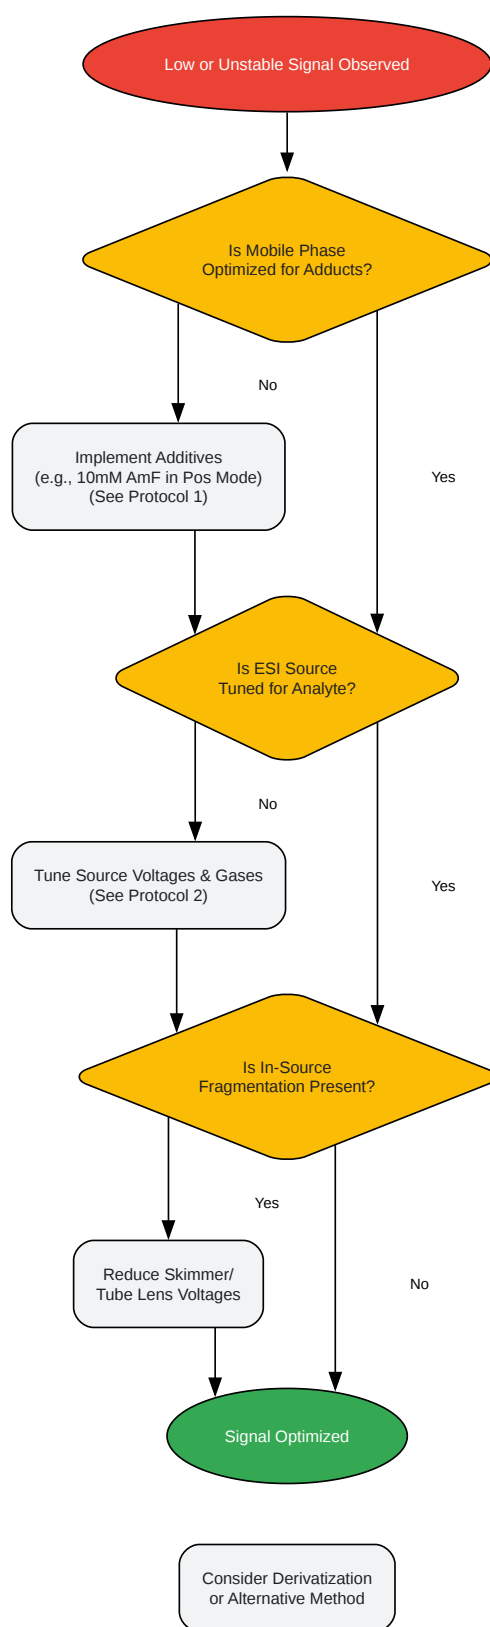 Low or Unstable Signal Observed
Is Mobile Phase
Optimized for Adducts?
No
Implement Additives
(e.g., 10mM AmF in Pos Mode)
(See Protocol 1)
Yes
Is ESI Source
Tuned for Analyte?
No
Tune Source Voltages & Gases
(See Protocol 2)
Yes
Is In-Source
Fragmentation Present?
Yes
Reduce Skimmer/
Tube Lens Voltages
No
Signal Optimized
Consider Derivatization
or Alternative Method